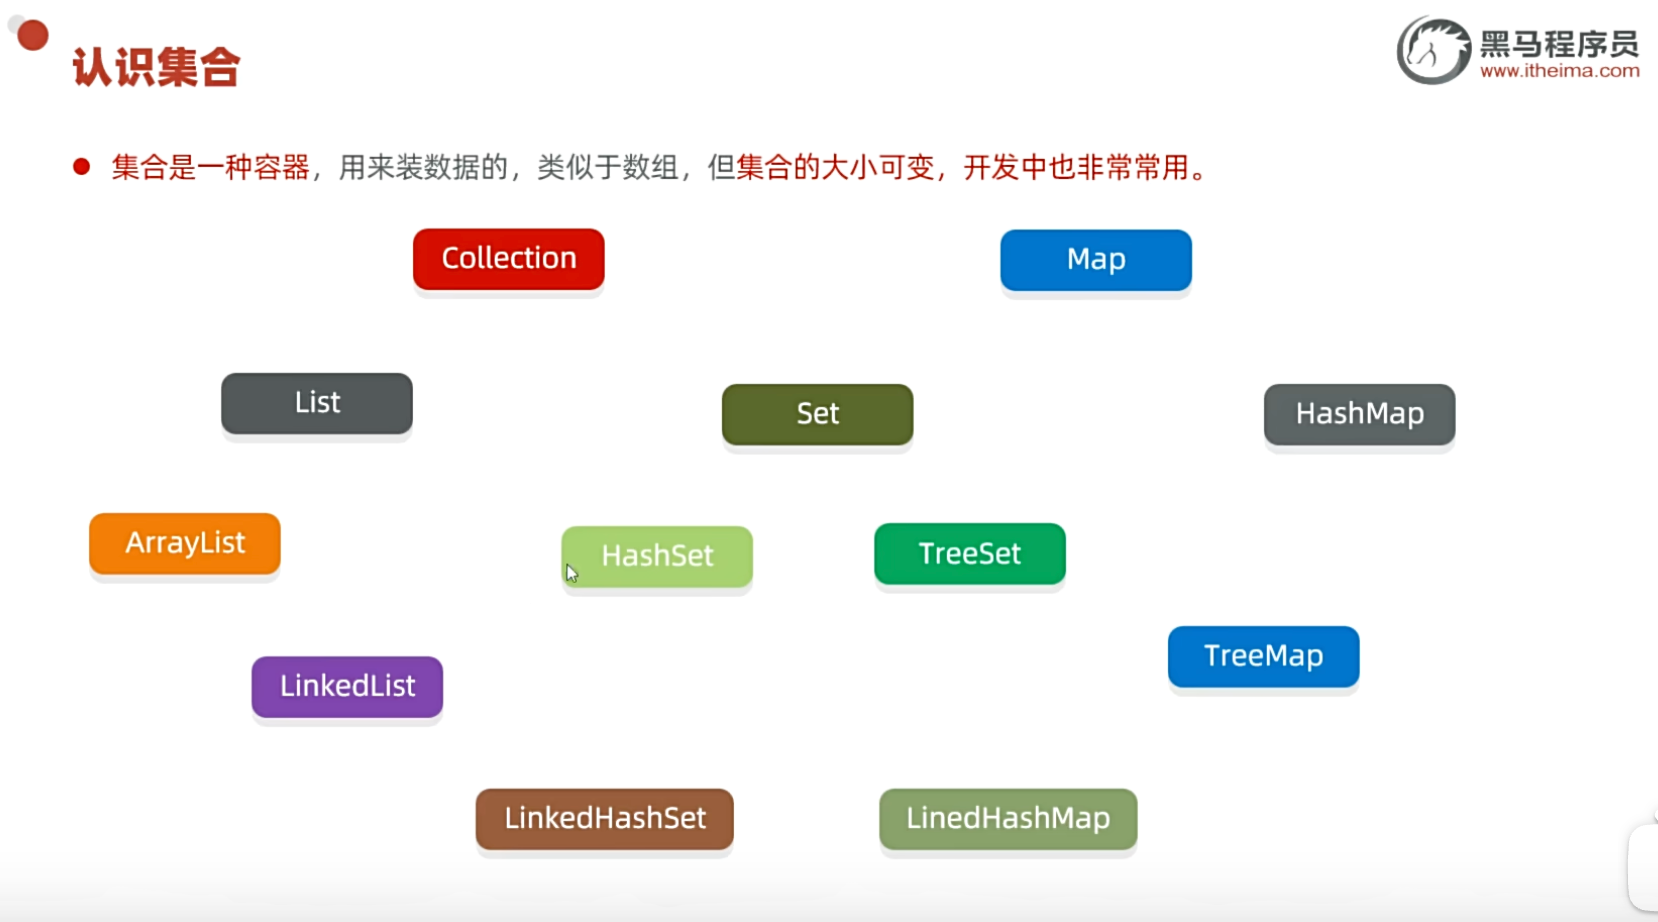 认识集合
黑马程序员
www.itheima.com
集合是一种容器，用来装数据的，类似于数组，但集合的大小可变，开发中也非常常用。
Collection
Map
List
Set
HashMap
ArrayList
HashSet
TreeSet
LinkedList
TreeMap
LinkedHashSet
LinedHashMap